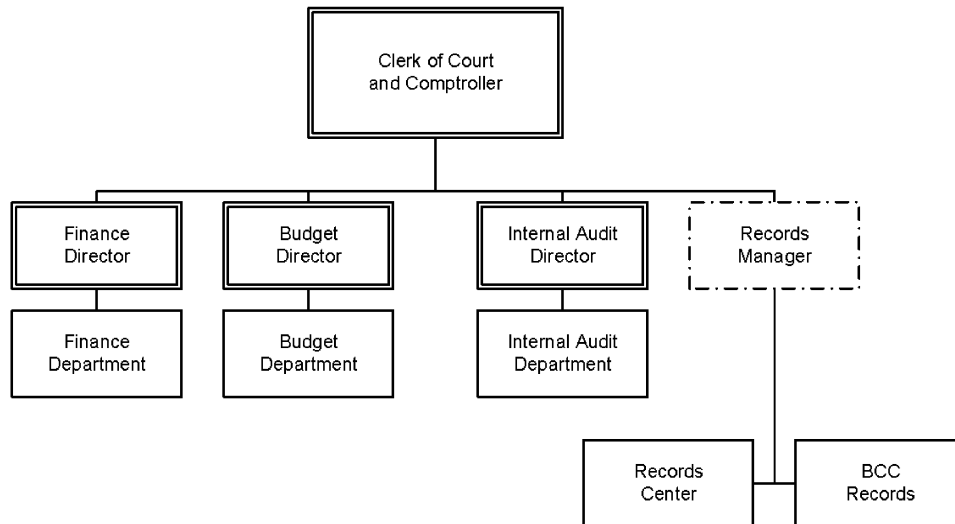 Clerk of Court
and Comptroller
Finance
Director
Budget
Director
Internal Audit
Director
Records
Manager
Finance
Department
Budget
Department
Internal Audit
Department
Records
Center
BCC
Records